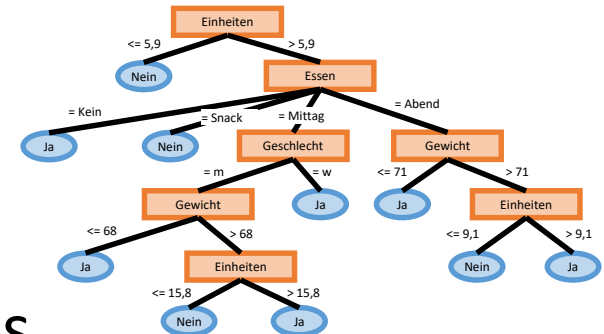 Einheiten
<= 5,9
> 5,9
Nein
Essen
= Kein
= Snack
= Mittag
= Abend
Ja
Nein
Geschlecht
Gewicht
= m
= w
<= 71
> 71
Gewicht
Ja
Ja
Einheiten
<= 68
> 68
<= 9,1
> 9,1
Ja
Einheiten
Nein
Ja
<= 15,8
> 15,8
Nein
Ja
S